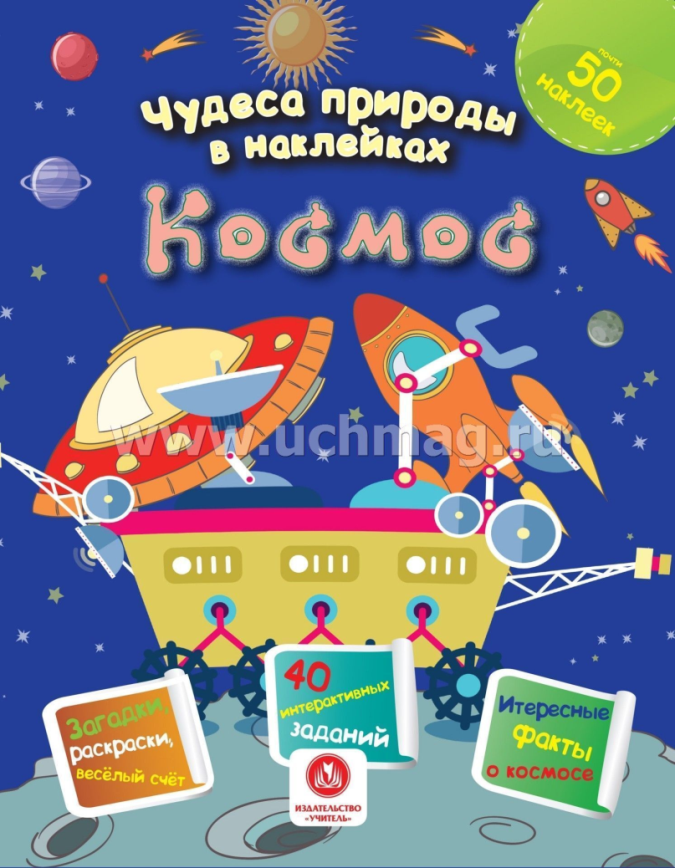 почти
50
наклеек
Чудеса природы
в наклейках
Космос
www.uchmag.ru
Загадки,
раскраски,
весёлый счёт
40
интерактивных
заданий
Итересные
факты
о космосе
ИЗДАТЕЛЬСТВО
«УЧИТЕЛЬ»